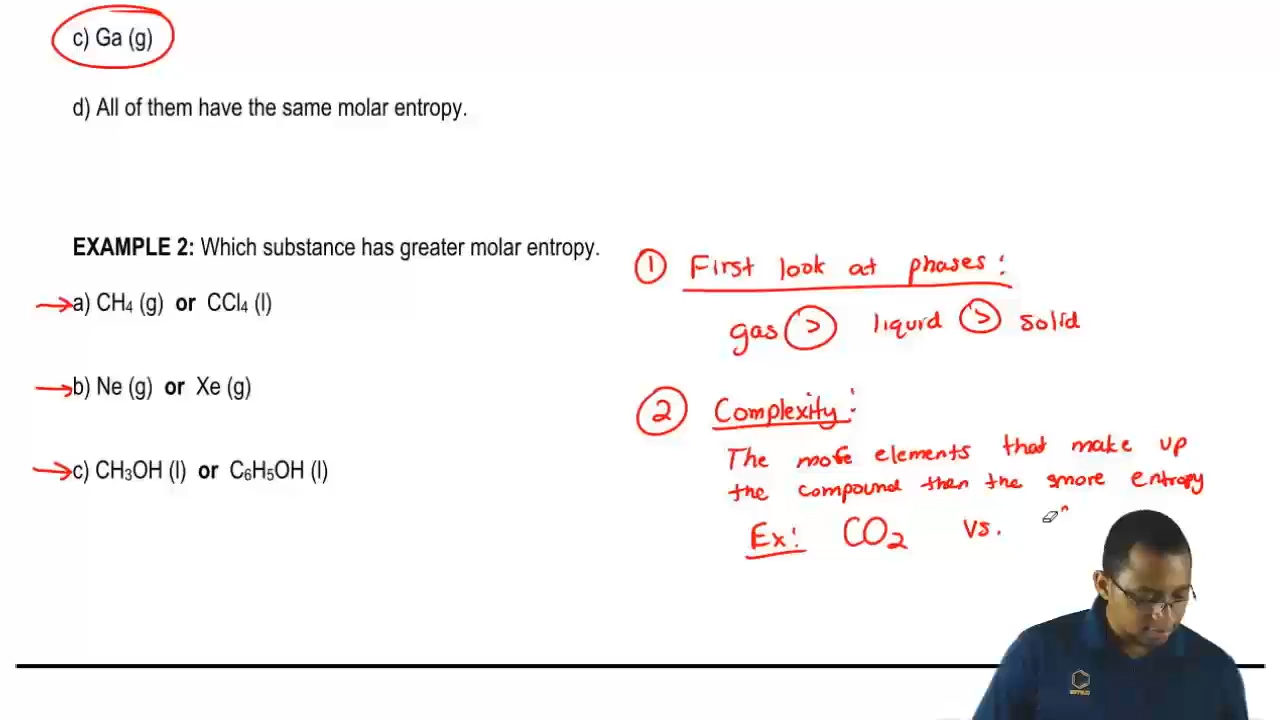 c) Ga (g)
d) All of them have the same molar entropy.
EXAMPLE 2: Which substance has greater molar entropy.
a) CH₄ (g) or CCl₄ (l)
b) Ne (g) or Xe (g)
c) CH₃OH (l) or C₆H₅OH (l)
① First look at phases:
gas > liquid > solid
② Complexity:
The more elements that make up
the compound then the more entropy
Ex: CO₂ vs.